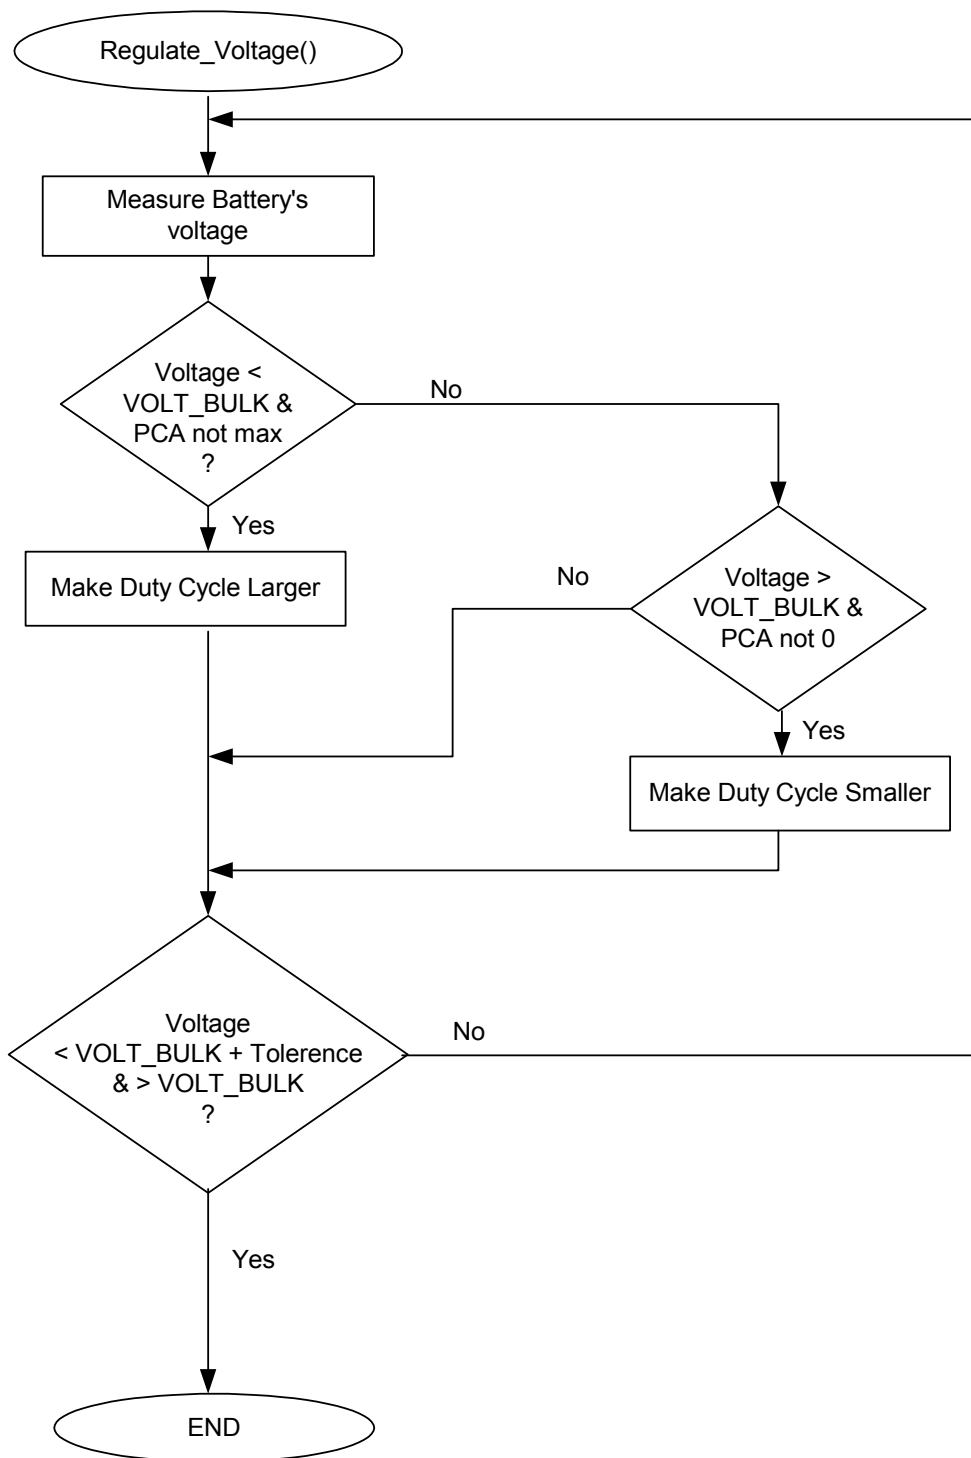 Regulate_Voltage()
Measure Battery's
voltage
Voltage <
VOLT_BULK &
PCA not max
?
No
Yes
Make Duty Cycle Larger
No
Voltage >
VOLT_BULK &
PCA not 0
Yes
Make Duty Cycle Smaller
Voltage
< VOLT_BULK + Tolerence
& > VOLT_BULK
?
No
Yes
END